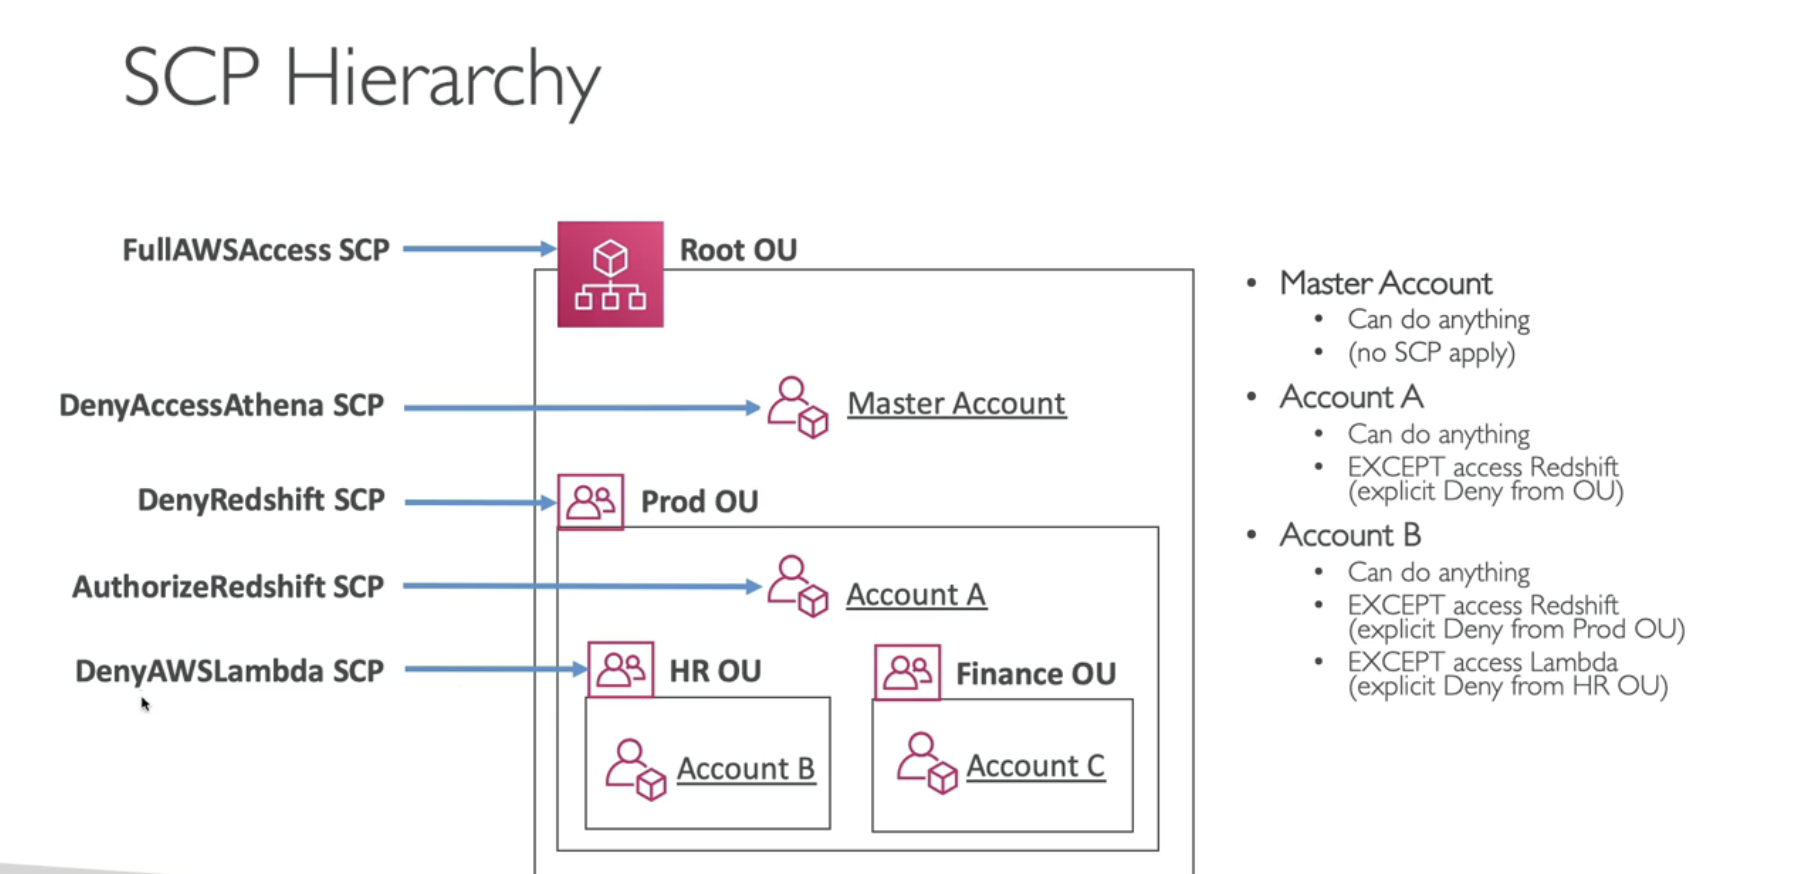 SCP Hierarchy
FullAWSAccess SCP
Root OU
DenyAccessAthena SCP
Master Account
DenyRedshift SCP
Prod OU
AuthorizeRedshift SCP
Account A
DenyAWSLambda SCP
HR OU
Finance OU
Account B
Account C
• Master Account
• Can do anything
• (no SCP apply)
• Account A
• Can do anything
• EXCEPT access Redshift
(explicit Deny from OU)
• Account B
• Can do anything
• EXCEPT access Redshift
(explicit Deny from Prod OU)
• EXCEPT access Lambda
(explicit Deny from HR OU)